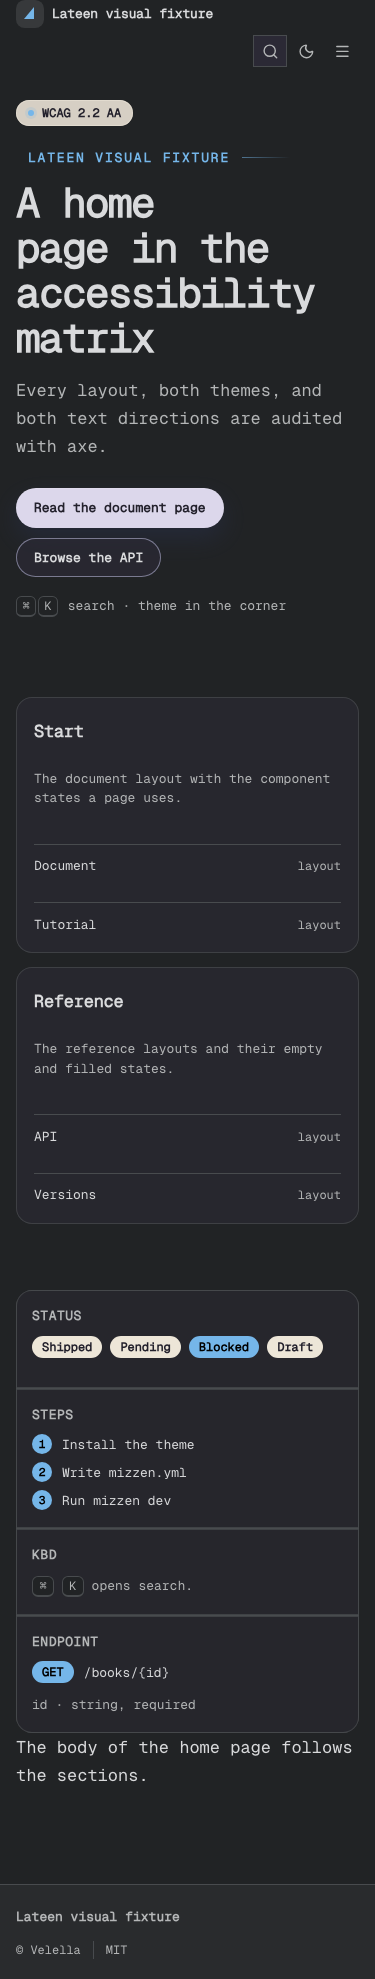 Lateen visual fixture
WCAG 2.2 AA
LATEEN VISUAL FIXTURE
A home
page in the
accessibility
matrix
Every layout, both themes, and
both text directions are audited
with axe.
Read the document page
Browse the API
⌘ K search · theme in the corner
Start
The document layout with the component
states a page uses.
Document layout
Tutorial layout
Reference
The reference layouts and their empty
and filled states.
API layout
Versions layout
STATUS
Shipped Pending Blocked Draft
STEPS
1 Install the theme
2 Write mizzen.yml
3 Run mizzen dev
KBD
⌘ K opens search.
ENDPOINT
GET /books/{id}
id · string, required
The body of the home page follows
the sections.
Lateen visual fixture
© Velella MIT